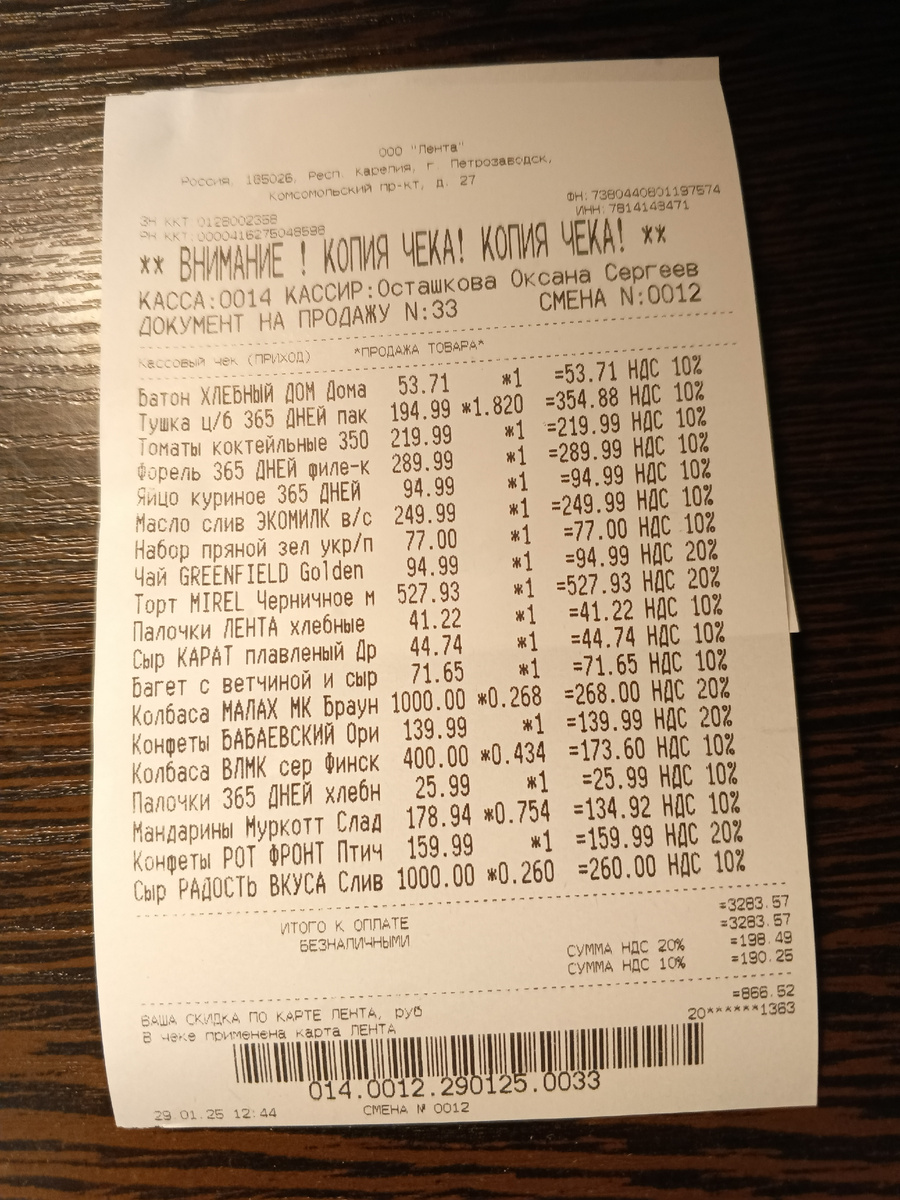 ООО "Лента"
Россия, 185026, Респ. Карелия, г. Петрозаводск,
Комсомольский пр-кт, д. 27
ЗН ККТ:0128002358 ФН:7380440801197574
РН ККТ:0000416275048598 ИНН:7814148471
** ВНИМАНИЕ ! КОПИЯ ЧЕКА! КОПИЯ ЧЕКА! **
КАССА:0014 КАССИР:Осташкова Оксана Сергеев
ДОКУМЕНТ НА ПРОДАЖУ N:33 СМЕНА N:0012
Кассовый чек (ПРИХОД) *ПРОДАЖА ТОВАРА*
Батон ХЛЕБНЫЙ ДОМ Дома 53.71 *1 =53.71 НДС 10%
Тушка ц/б 365 ДНЕЙ пак 194.99 *1.820 =354.88 НДС 10%
Томаты коктейльные 350 219.99 *1 =219.99 НДС 10%
Форель 365 ДНЕЙ филе-к 289.99 *1 =289.99 НДС 10%
Яйцо куриное 365 ДНЕЙ 94.99 *1 =94.99 НДС 10%
Масло слив ЭКОМИЛК в/с 249.99 *1 =249.99 НДС 10%
Набор пряной зел укр/п 77.00 *1 =77.00 НДС 10%
Чай GREENFIELD Golden 94.99 *1 =94.99 НДС 20%
Торт MIREL Черничное м 527.93 *1 =527.93 НДС 20%
Палочки ЛЕНТА хлебные 41.22 *1 =41.22 НДС 10%
Сыр КАРАТ плавленый Др 44.74 *1 =44.74 НДС 10%
Багет с ветчиной и сыр 71.65 *1 =71.65 НДС 10%
Колбаса МАЛАХ МК Браун 1000.00 *0.268 =268.00 НДС 20%
Конфеты БАБАЕВСКИЙ Ори 139.99 *1 =139.99 НДС 20%
Колбаса ВЛМК сер Финск 400.00 *0.434 =173.60 НДС 10%
Палочки 365 ДНЕЙ хлебн 25.99 *1 =25.99 НДС 10%
Мандарины Муркотт Слад 178.94 *0.754 =134.92 НДС 10%
Конфеты РОТ ФРОНТ Птич 159.99 *1 =159.99 НДС 20%
Сыр РАДОСТЬ ВКУСА Слив 1000.00 *0.260 =260.00 НДС 10%
ИТОГО К ОПЛАТЕ =3283.57
БЕЗНАЛИЧНЫМИ =3283.57
СУММА НДС 20% =198.49
СУММА НДС 10% =190.25
ВАША СКИДКА ПО КАРТЕ ЛЕНТА, руб =866.52
В чеке применена карта ЛЕНТА 20******1363
014.0012.290125.0033
29.01.25 12:44 СМЕНА № 0012